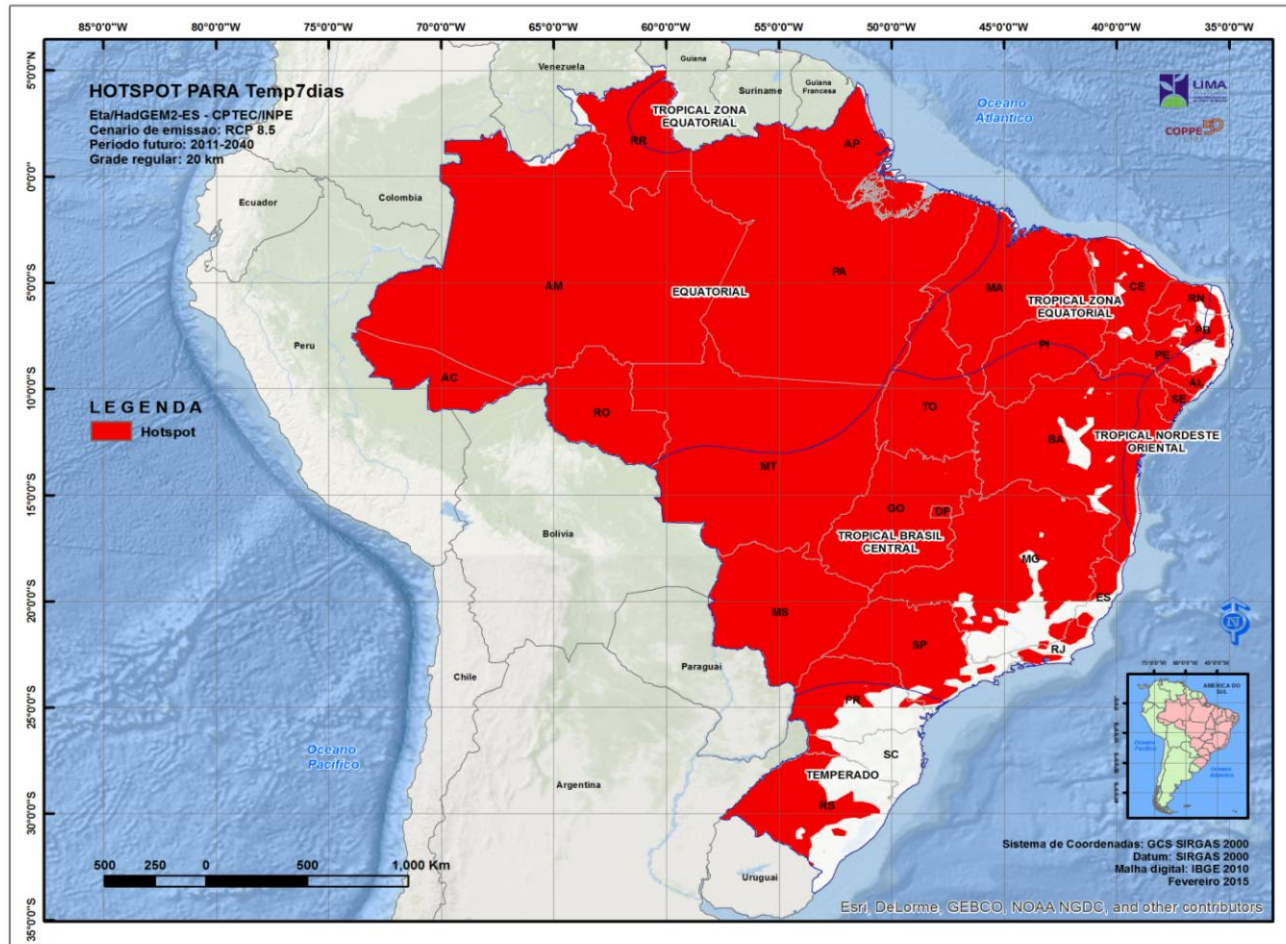 85°0'0"W 80°0'0"W 75°0'0"W 70°0'0"W 65°0'0"W 60°0'0"W 55°0'0"W 50°0'0"W 45°0'0"W 40°0'0"W 35°0'0"W
5°0'0"N
0°0'0"
5°0'0"S
10°0'0"S
15°0'0"S
20°0'0"S
25°0'0"S
30°0'0"S
35°0'0"S
HOTSPOT PARA Temp7dias
Eta/HadGEM2-ES - CPTEC/INPE
Cenario de emissao: RCP 8.5
Periodo futuro: 2011-2040
Grade regular: 20 km
LIMA
COPPE
Venezuela
Guiana
Suriname
Guiana
Francesa
Oceano
Atlantico
TROPICAL ZONA
EQUATORIAL
RR
AP
Colombia
Ecuador
AM
EQUATORIAL
PA
MA
CE
TROPICAL ZONA
EQUATORIAL
RN
PB
Peru
PI
PE
AC
AL
LEGENDA
Hotspot
RO
TO
SE
BA
TROPICAL NORDESTE
ORIENTAL
MT
GO
DF
Bolivia
TROPICAL BRASIL
CENTRAL
MG
ES
MS
SP
RJ
N
Paraguai
Chile
PR
Oceano
Pacifico
SC
TEMPERADO
Argentina
RS
Uruguai
AMERICA DO
SUL
500 250 0 500 1,000 Km
Sistema de Coordenadas: GCS SIRGAS 2000
Datum: SIRGAS 2000
Malha digital: IBGE 2010
Fevereiro 2015
Esri, DeLorme, GEBCO, NOAA NGDC, and other contributors